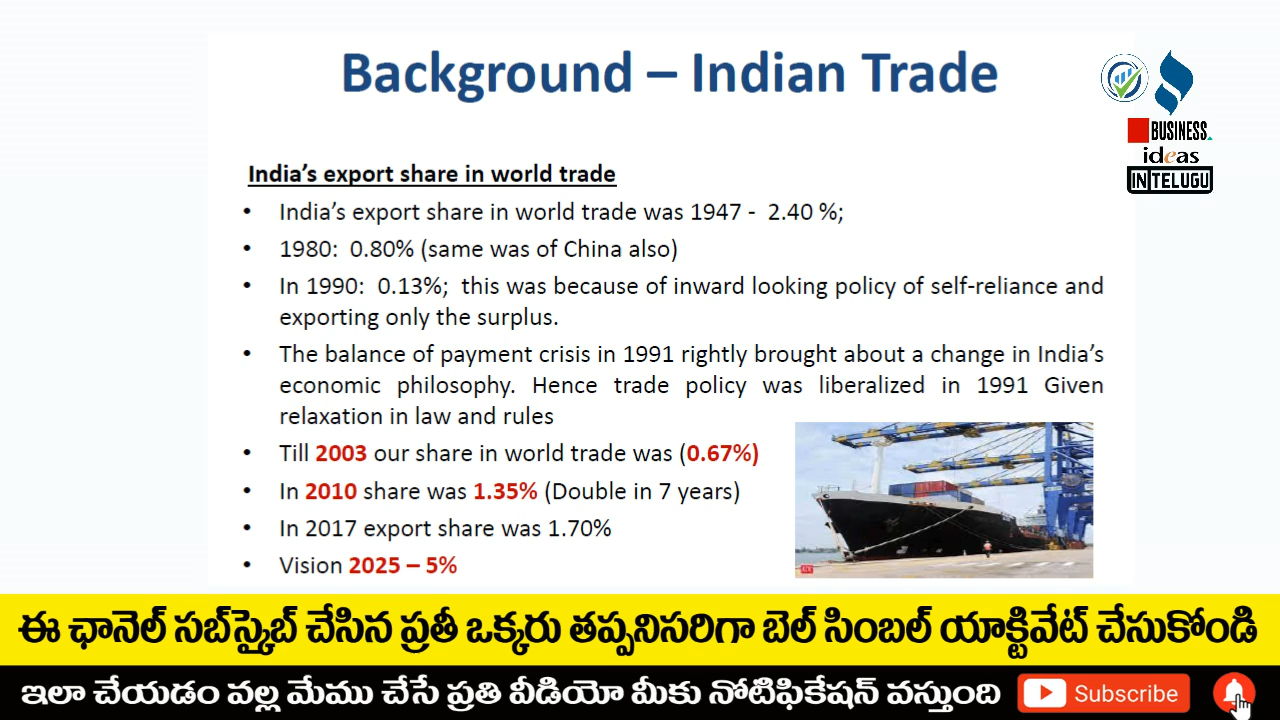 Background – Indian Trade
BUSINESS
ideas
IN TELUGU
India's export share in world trade
• India's export share in world trade was 1947 - 2.40 %;
• 1980: 0.80% (same was of China also)
• In 1990: 0.13%; this was because of inward looking policy of self-reliance and
exporting only the surplus.
• The balance of payment crisis in 1991 rightly brought about a change in India's
economic philosophy. Hence trade policy was liberalized in 1991 Given
relaxation in law and rules
• Till 2003 our share in world trade was (0.67%)
• In 2010 share was 1.35% (Double in 7 years)
• In 2017 export share was 1.70%
• Vision 2025 – 5%
ఈ ఛానెల్ సబ్‌స్క్రైబ్ చేసిన ప్రతీ ఒక్కరు తప్పనిసరిగా బెల్ సింబల్ యాక్టివేట్ చేసుకోండి
ఇలా చేయడం వల్ల మేము చేసే ప్రతి వీడియో మీకు నోటిఫికేషన్ వస్తుంది
Subscribe